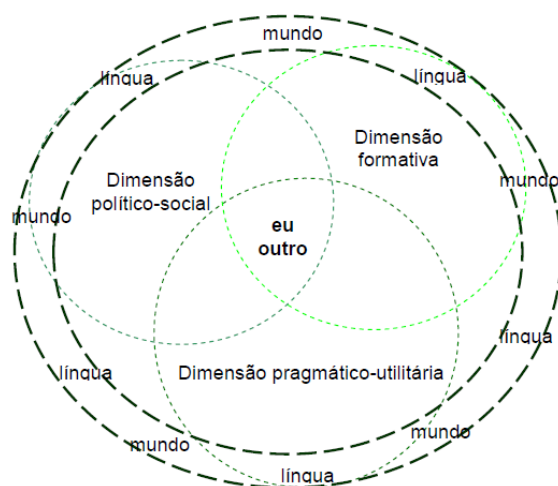 mundo
língua
língua
Dimensão
formativa
Dimensão
político-social
mundo
mundo
eu
outro
língua
língua
Dimensão pragmático-utilitária
mundo
mundo
língua